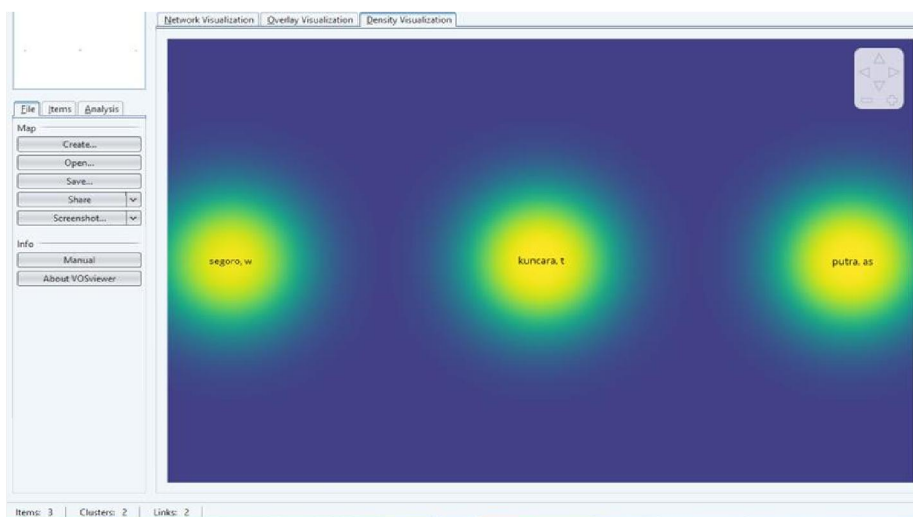 Network Visualization Overlay Visualization Density Visualization
File Items Analysis
Map
Create...
Open...
Save...
Share
Screenshot...
Info
Manual
About VOSviewer
segoro, w
kuncara, t
putra, as
Items: 3 | Clusters: 2 | Links: 2 |